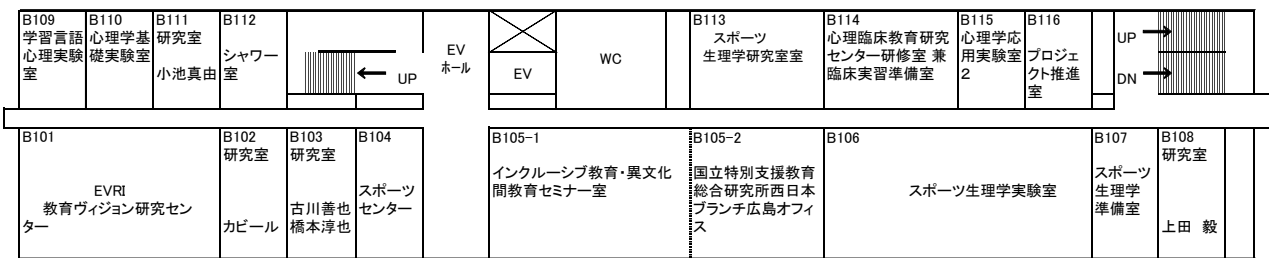 B109
学習言語
心理実験
室
B110
心理学基
礎実験室
B111
研究室
小池真由
B112
シャワー
室
UP
EV
ホール
EV
WC
B113
スポーツ
生理学研究室室
B114
心理臨床教育研究
センター研修室 兼
臨床実習準備室
B115
心理学応
用実験室
2
B116
プロジェ
クト推進
室
UP
DN
B101
EVRI
教育ヴィジョン研究セン
ター
B102
研究室
カビール
B103
研究室
古川善也
橋本淳也
B104
スポーツ
センター
B105-1
インクルーシブ教育・異文化
間教育セミナー室
B105-2
国立特別支援教育
総合研究所西日本
ブランチ広島オフィ
ス
B106
スポーツ生理学実験室
B107
スポーツ
生理学
準備室
B108
研究室
上田 毅